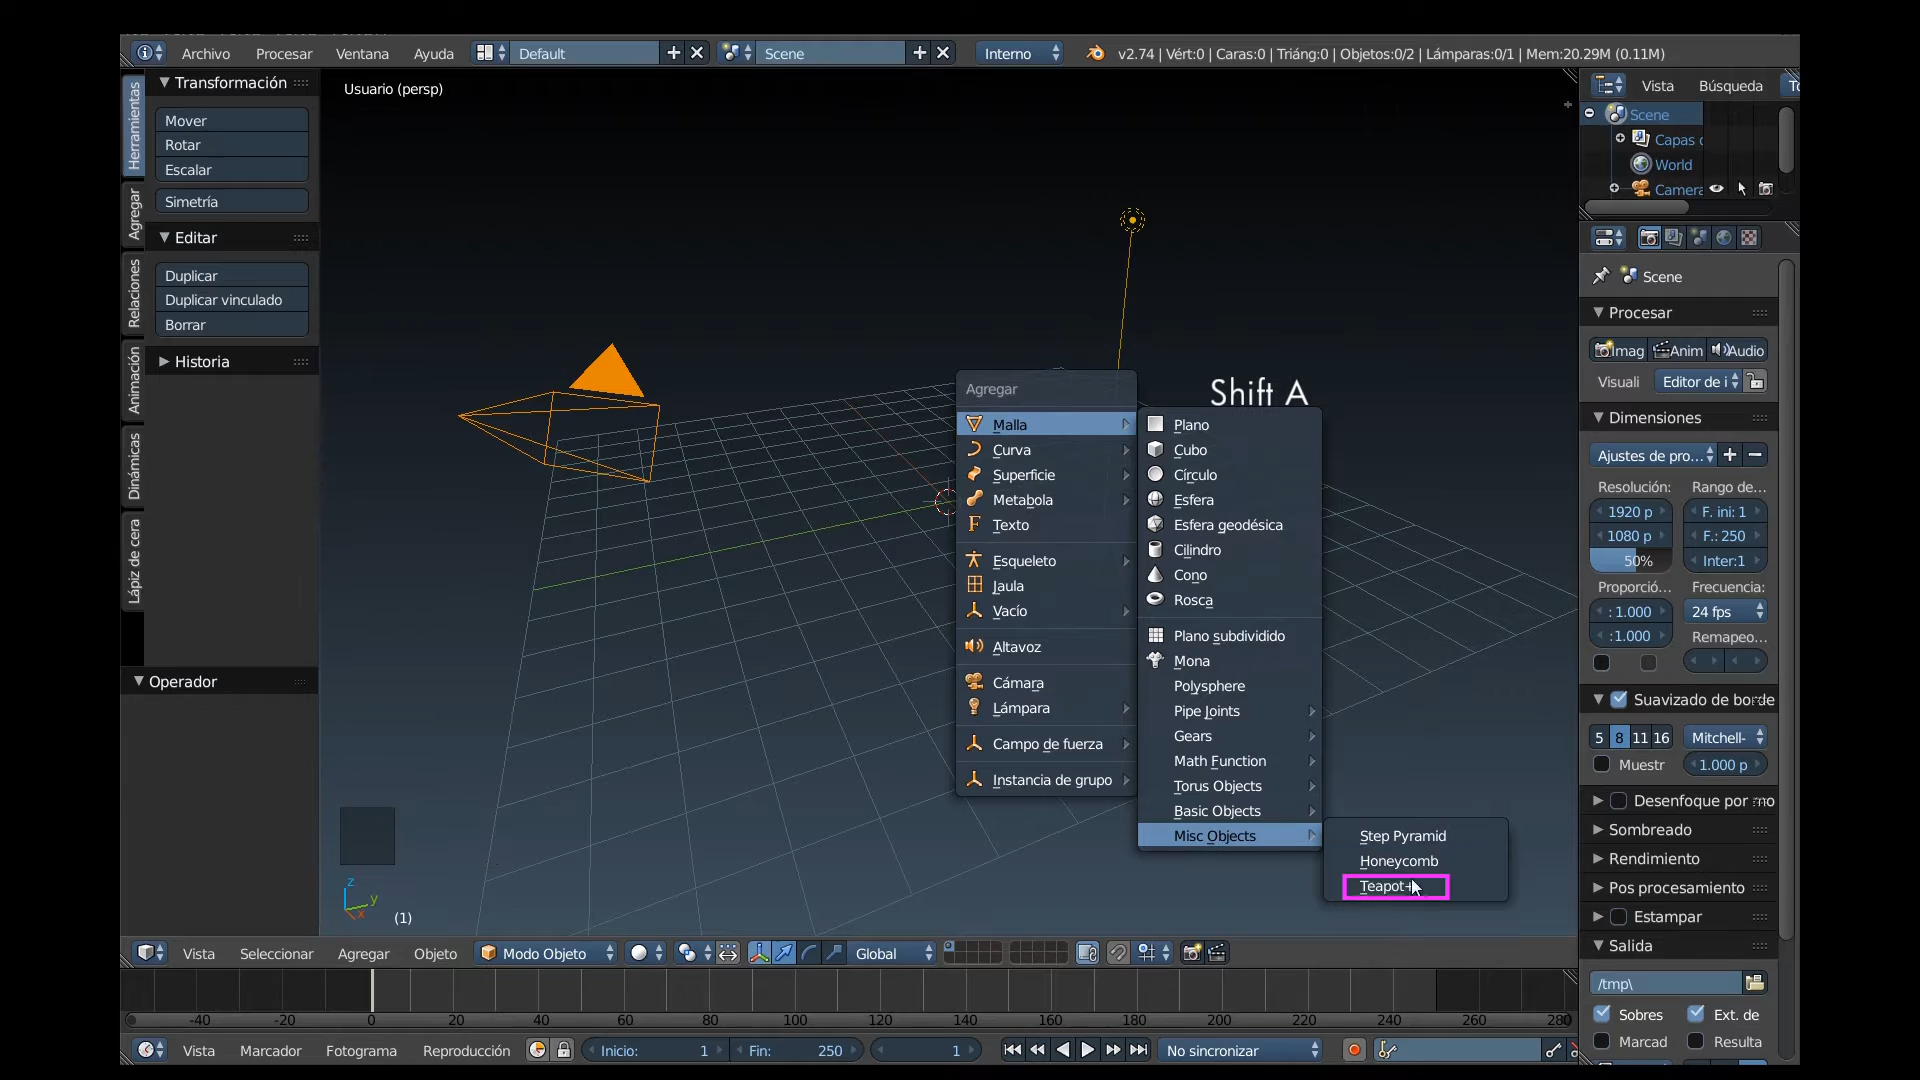 Archivo Procesar Ventana Ayuda Default Scene Interno v2.74 | Vért:0 | Caras:0 | Triáng:0 | Objetos:0/2 | Lámparas:0/1 | Mem:20.29M (0.11M)
Transformación
Mover
Rotar
Escalar
Simetría
Editar
Duplicar
Duplicar vinculado
Borrar
Historia
Operador
Herramientas
Agregar
Relaciones
Animación
Dinámicas
Lápiz de cera
Usuario (persp)
Shift A
Agregar
Malla
Curva
Superficie
Metabola
Texto
Esqueleto
Jaula
Vacío
Altavoz
Cámara
Lámpara
Campo de fuerza
Instancia de grupo
Plano
Cubo
Círculo
Esfera
Esfera geodésica
Cilindro
Cono
Rosca
Plano subdividido
Mona
Polysphere
Pipe Joints
Gears
Math Function
Torus Objects
Basic Objects
Misc Objects
Step Pyramid
Honeycomb
Teapot+
z
y
x
(1)
Vista Búsqueda
Scene
Capas
World
Camera
Scene
Procesar
Imag Anim Audio
Visuali Editor de i
Dimensiones
Ajustes de pro...
Resolución: Rango de...
1920 p F. ini: 1
1080 p F.: 250
50% Inter:1
Proporció... Frecuencia:
: 1.000 24 fps
:1.000 Remapeo...
Suavizado de borde
5 8 11 16 Mitchell-
Muestr 1.000 p
Desenfoque por mo
Sombreado
Rendimiento
Pos procesamiento
Estampar
Salida
/tmp\
Sobres Ext. de
Marcad Resulta
Vista Seleccionar Agregar Objeto Modo Objeto Global
-40 -20 0 20 40 60 80 100 120 140 160 180 200 220 240 260 280
Vista Marcador Fotograma Reproducción Inicio: 1 Fin: 250 1 No sincronizar